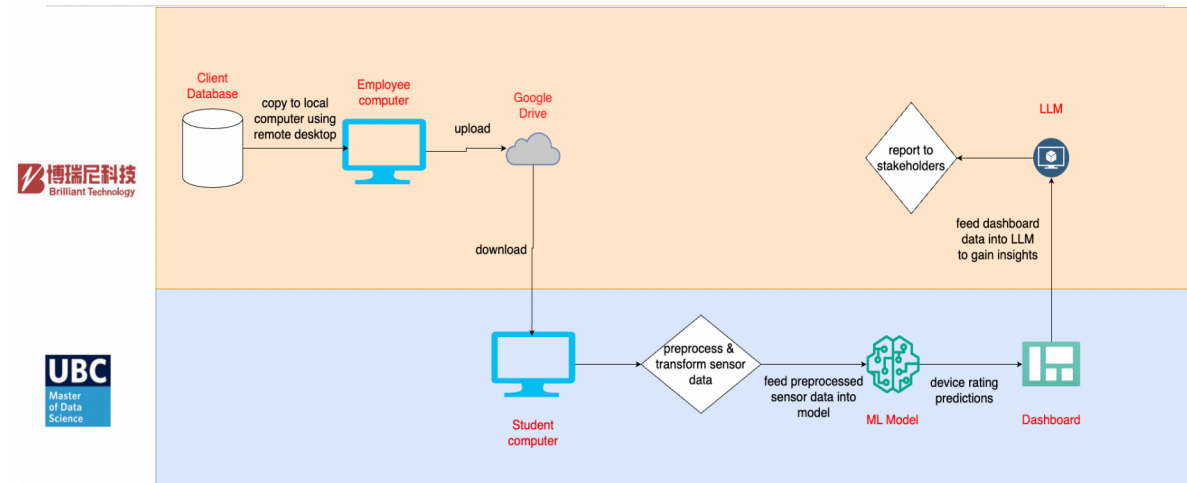 Client
Database
copy to local
computer using
remote desktop
Employee
computer
upload
Google
Drive
download
report to
stakeholders
LLM
feed dashboard
data into LLM
to gain insights
博瑞尼科技
Brilliant Technology
UBC
Master
of Data
Science
Student
computer
preprocess &
transform sensor
data
feed preprocessed
sensor data into
model
ML Model
device rating
predictions
Dashboard